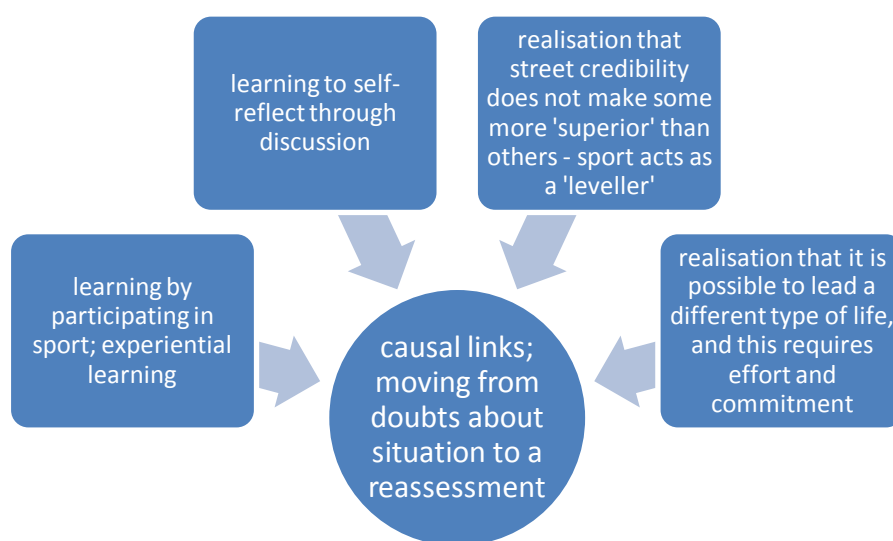 learning by
participating in
sport; experiential
learning
learning to self-
reflect through
discussion
realisation that
street credibility
does not make some
more 'superior' than
others - sport acts as
a 'leveller'
realisation that it is
possible to lead a
different type of life,
and this requires
effort and
commitment
causal links;
moving from
doubts about
situation to a
reassessment